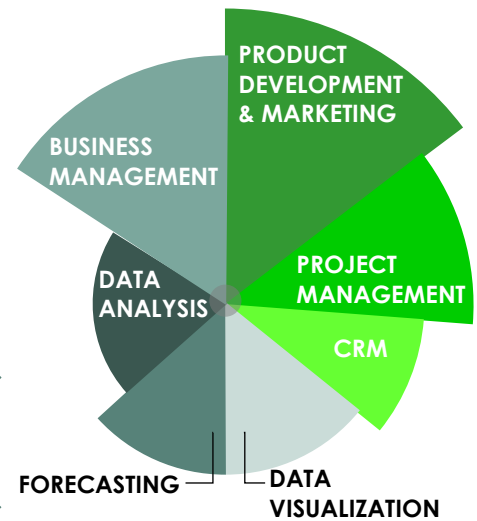 PRODUCT
DEVELOPMENT
& MARKETING
BUSINESS
MANAGEMENT
PROJECT
MANAGEMENT
DATA
ANALYSIS
CRM
FORECASTING
DATA
VISUALIZATION